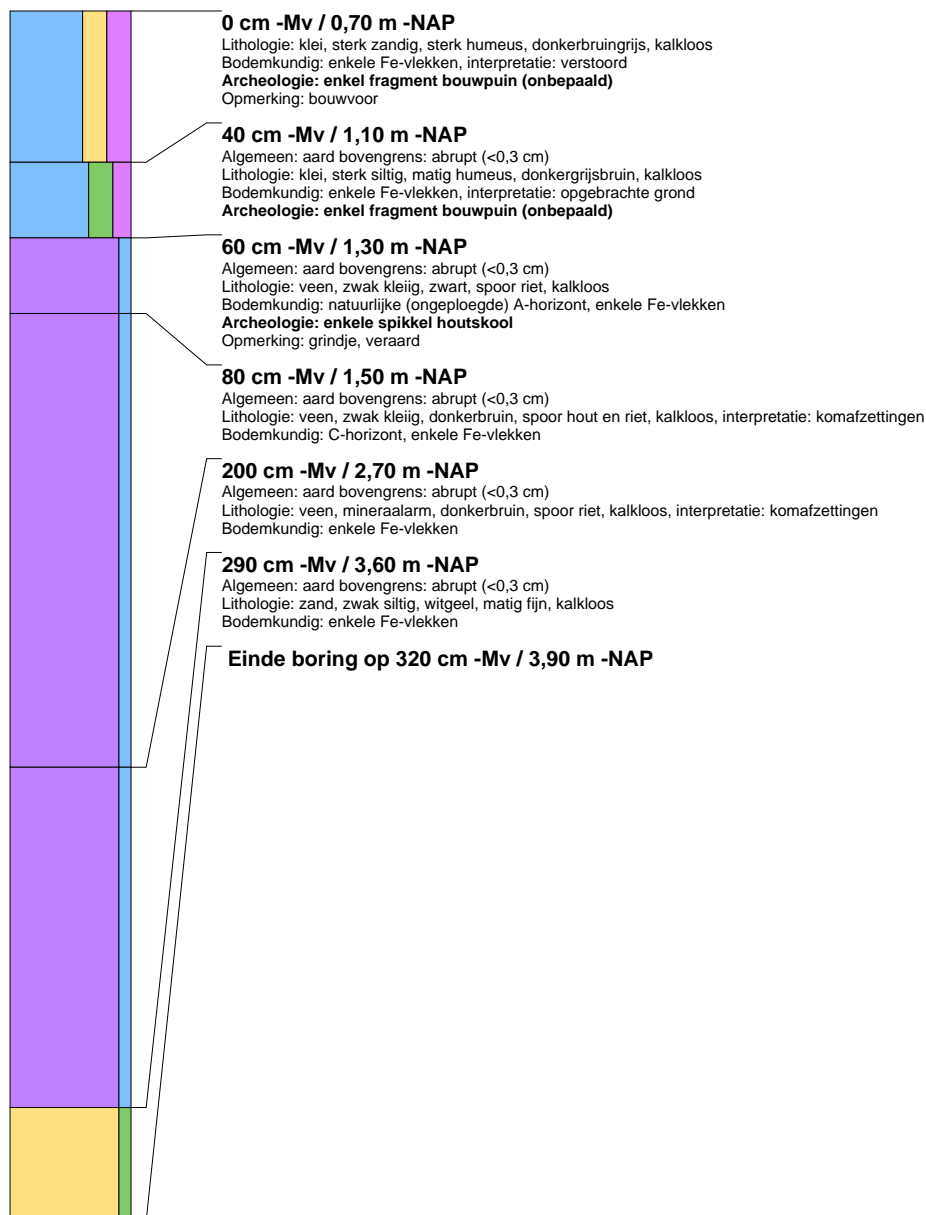 0 cm -Mv / 0,70 m -NAP
Lithologie: klei, sterk zandig, sterk humeus, donkerbruingrijs, kalkloos
Bodemkundig: enkele Fe-vlekken, interpretatie: verstoord
Archeologie: enkel fragment bouwpuin (onbepaald)
Opmerking: bouwvoor
40 cm -Mv / 1,10 m -NAP
Algemeen: aard bovengrens: abrupt (<0,3 cm)
Lithologie: klei, sterk siltig, matig humeus, donkergrijsbruin, kalkloos
Bodemkundig: enkele Fe-vlekken, interpretatie: opgebrachte grond
Archeologie: enkel fragment bouwpuin (onbepaald)
60 cm -Mv / 1,30 m -NAP
Algemeen: aard bovengrens: abrupt (<0,3 cm)
Lithologie: veen, zwak kleiig, zwart, spoor riet, kalkloos
Bodemkundig: natuurlijke (ongeploegde) A-horizont, enkele Fe-vlekken
Archeologie: enkele spikkel houtskool
Opmerking: grindje, veraard
80 cm -Mv / 1,50 m -NAP
Algemeen: aard bovengrens: abrupt (<0,3 cm)
Lithologie: veen, zwak kleiig, donkerbruin, spoor hout en riet, kalkloos, interpretatie: komafzettingen
Bodemkundig: C-horizont, enkele Fe-vlekken
200 cm -Mv / 2,70 m -NAP
Algemeen: aard bovengrens: abrupt (<0,3 cm)
Lithologie: veen, mineraalarm, donkerbruin, spoor riet, kalkloos, interpretatie: komafzettingen
Bodemkundig: enkele Fe-vlekken
290 cm -Mv / 3,60 m -NAP
Algemeen: aard bovengrens: abrupt (<0,3 cm)
Lithologie: zand, zwak siltig, witgeel, matig fijn, kalkloos
Bodemkundig: enkele Fe-vlekken
Einde boring op 320 cm -Mv / 3,90 m -NAP